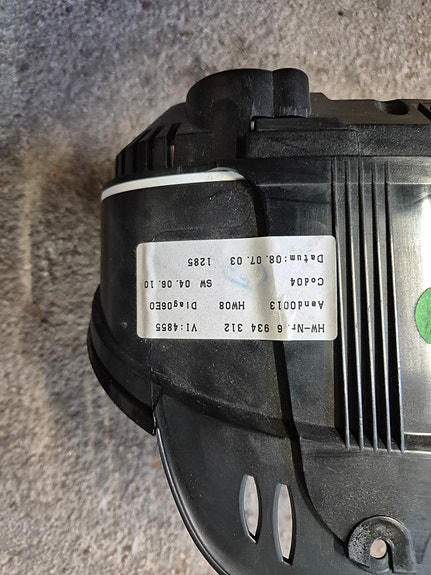 HW-Nr. 6 934 312 VI:4855
Aend0013 HW08 Diag06E0
Cod04 SW 04.06.10
Datum:08.07.03 1285